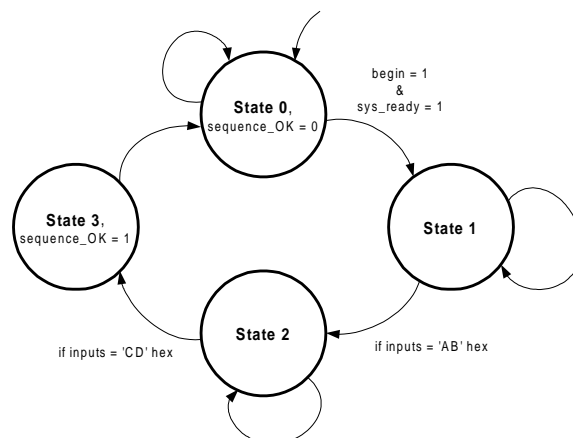 begin = 1
&
sys_ready = 1
State 0,
sequence_OK = 0
State 3,
sequence_OK = 1
State 1
State 2
if inputs = 'CD' hex
if inputs = 'AB' hex